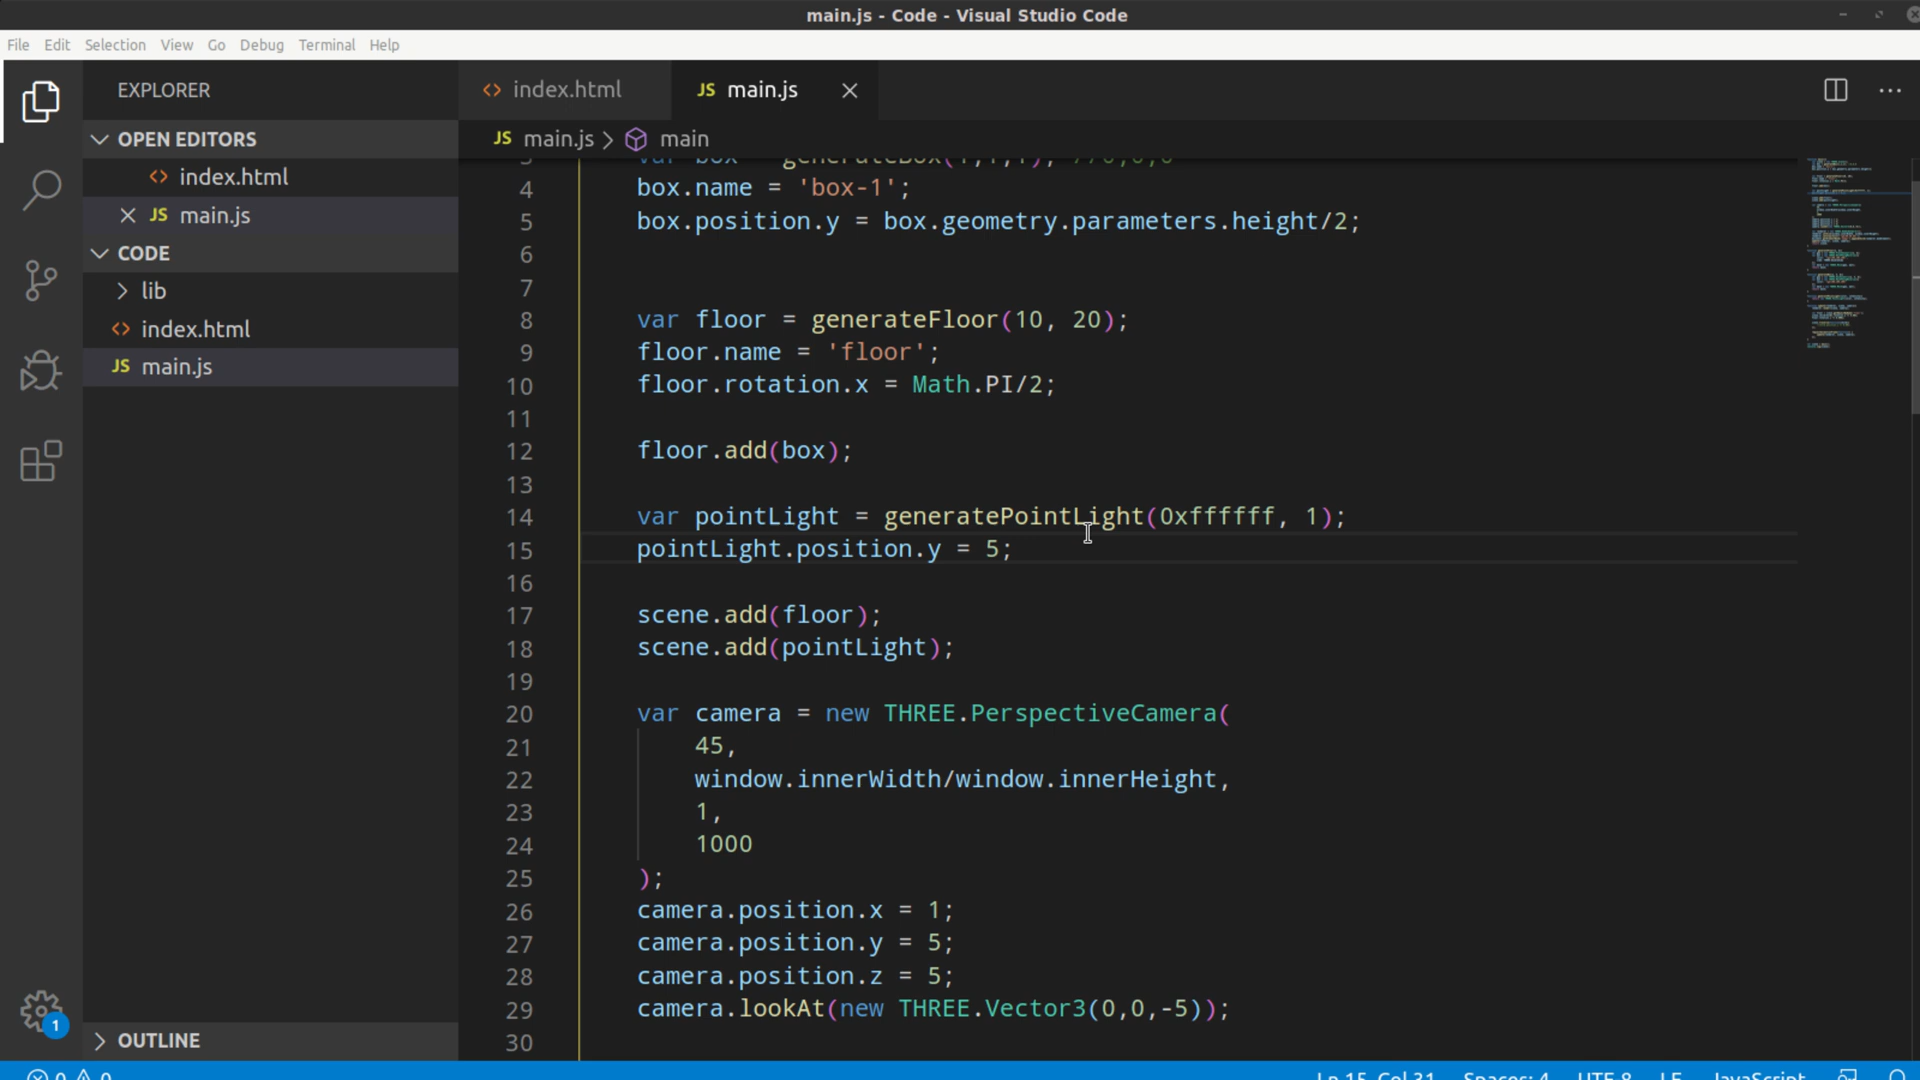 main.js - Code - Visual Studio Code
File Edit Selection View Go Debug Terminal Help
EXPLORER
OPEN EDITORS
index.html
JS main.js
CODE
lib
index.html
JS main.js
OUTLINE
1
index.html JS main.js
JS main.js > main
3 var box = generateBox(1,1,1); //0,0,0
4 box.name = 'box-1';
5 box.position.y = box.geometry.parameters.height/2;
6
7
8 var floor = generateFloor(10, 20);
9 floor.name = 'floor';
10 floor.rotation.x = Math.PI/2;
11
12 floor.add(box);
13
14 var pointLight = generatePointLight(0xffffff, 1);
15 pointLight.position.y = 5;
16
17 scene.add(floor);
18 scene.add(pointLight);
19
20 var camera = new THREE.PerspectiveCamera(
21 45,
22 window.innerWidth/window.innerHeight,
23 1,
24 1000
25 );
26 camera.position.x = 1;
27 camera.position.y = 5;
28 camera.position.z = 5;
29 camera.lookAt(new THREE.Vector3(0,0,-5));
30
0 0 Ln 15, Col 31 Spaces: 4 UTF-8 LF JavaScript